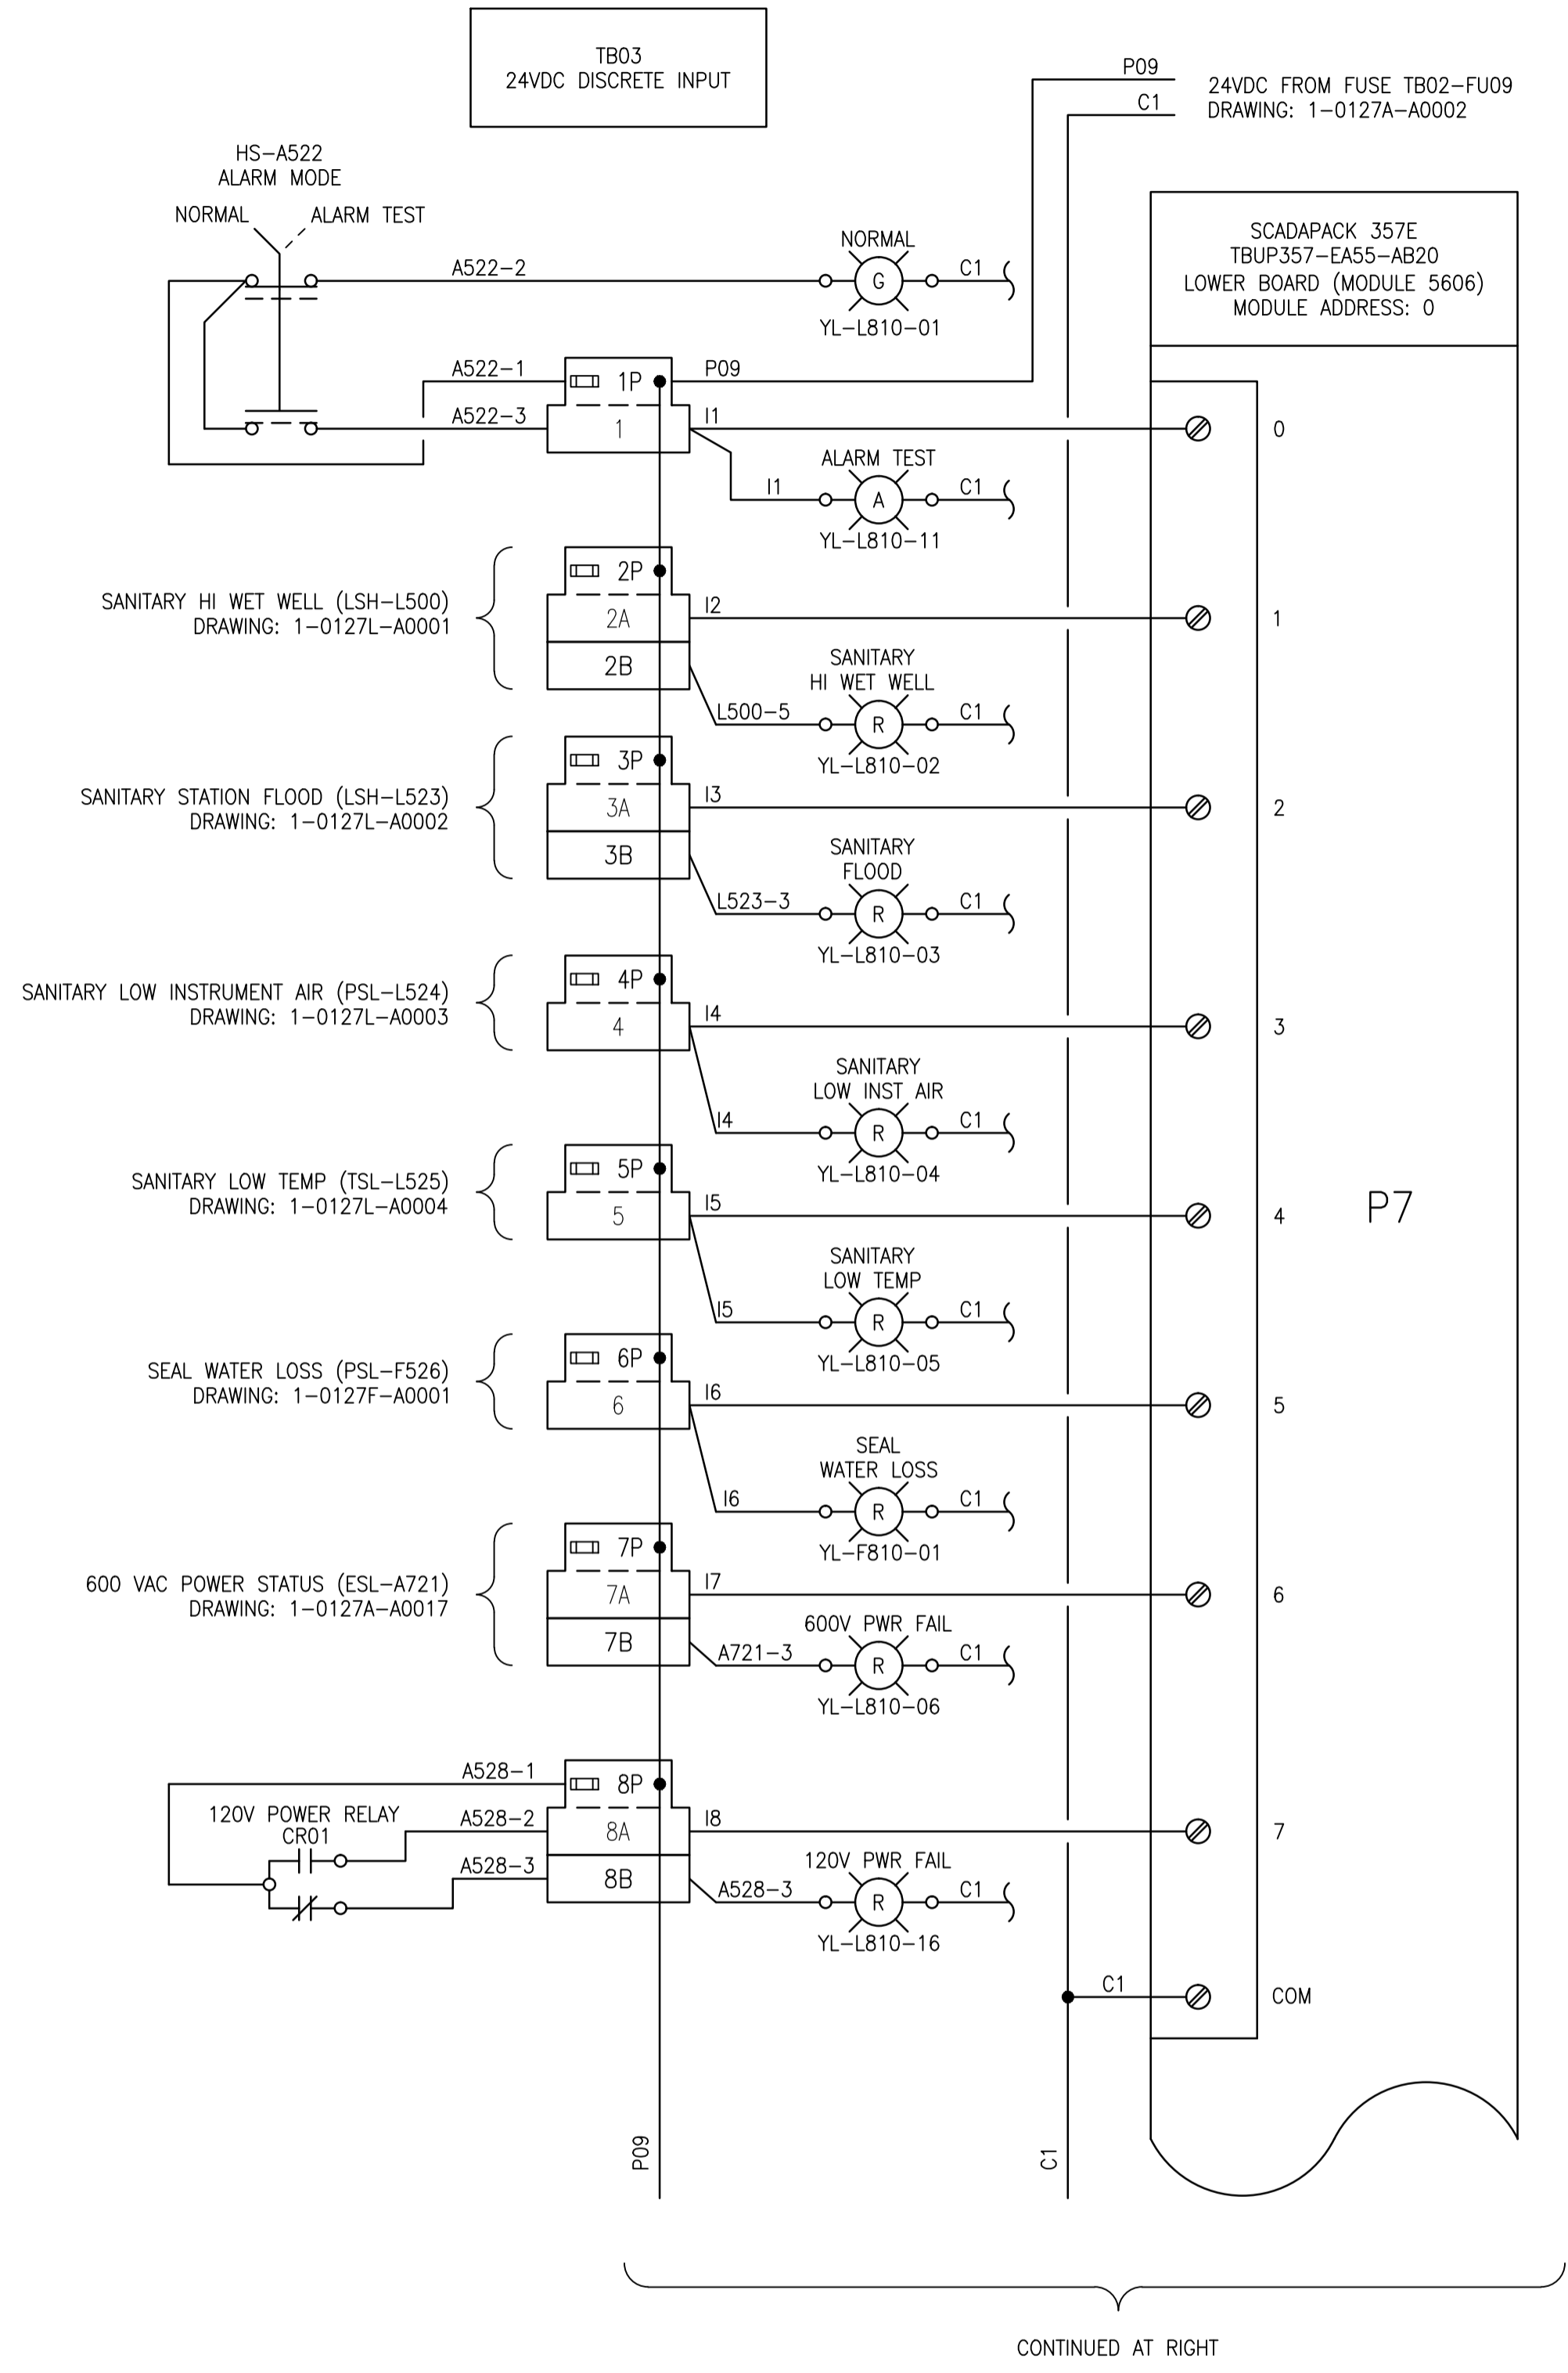 TB03
24VDC DISCRETE INPUT
P09
C1
24VDC FROM FUSE TB02-FU09
DRAWING: 1-0127A-A0002
HS-A522
ALARM MODE
NORMAL
ALARM TEST
SCADAPACK 357E
TBUP357-EA55-AB20
LOWER BOARD (MODULE 5606)
MODULE ADDRESS: 0
A522-2
NORMAL
G
C1
YL-L810-01
A522-1
1P
P09
A522-3
1
I1
0
ALARM TEST
I1
A
C1
YL-L810-11
SANITARY HI WET WELL (LSH-L500)
DRAWING: 1-0127L-A0001
2P
2A
I2
1
2B
SANITARY
HI WET WELL
L500-5
R
C1
YL-L810-02
SANITARY STATION FLOOD (LSH-L523)
DRAWING: 1-0127L-A0002
3P
3A
I3
2
3B
SANITARY
FLOOD
L523-3
R
C1
YL-L810-03
SANITARY LOW INSTRUMENT AIR (PSL-L524)
DRAWING: 1-0127L-A0003
4P
4
I4
3
SANITARY
LOW INST AIR
I4
R
C1
YL-L810-04
SANITARY LOW TEMP (TSL-L525)
DRAWING: 1-0127L-A0004
5P
5
I5
4
P7
SANITARY
LOW TEMP
I5
R
C1
YL-L810-05
SEAL WATER LOSS (PSL-F526)
DRAWING: 1-0127F-A0001
6P
6
I6
5
SEAL
WATER LOSS
I6
R
C1
YL-F810-01
600 VAC POWER STATUS (ESL-A721)
DRAWING: 1-0127A-A0017
7P
7A
I7
6
7B
600V PWR FAIL
A721-3
R
C1
YL-L810-06
A528-1
8P
120V POWER RELAY
CR01
A528-2
8A
I8
7
A528-3
8B
120V PWR FAIL
A528-3
R
C1
YL-L810-16
C1
COM
P09
C1
CONTINUED AT RIGHT